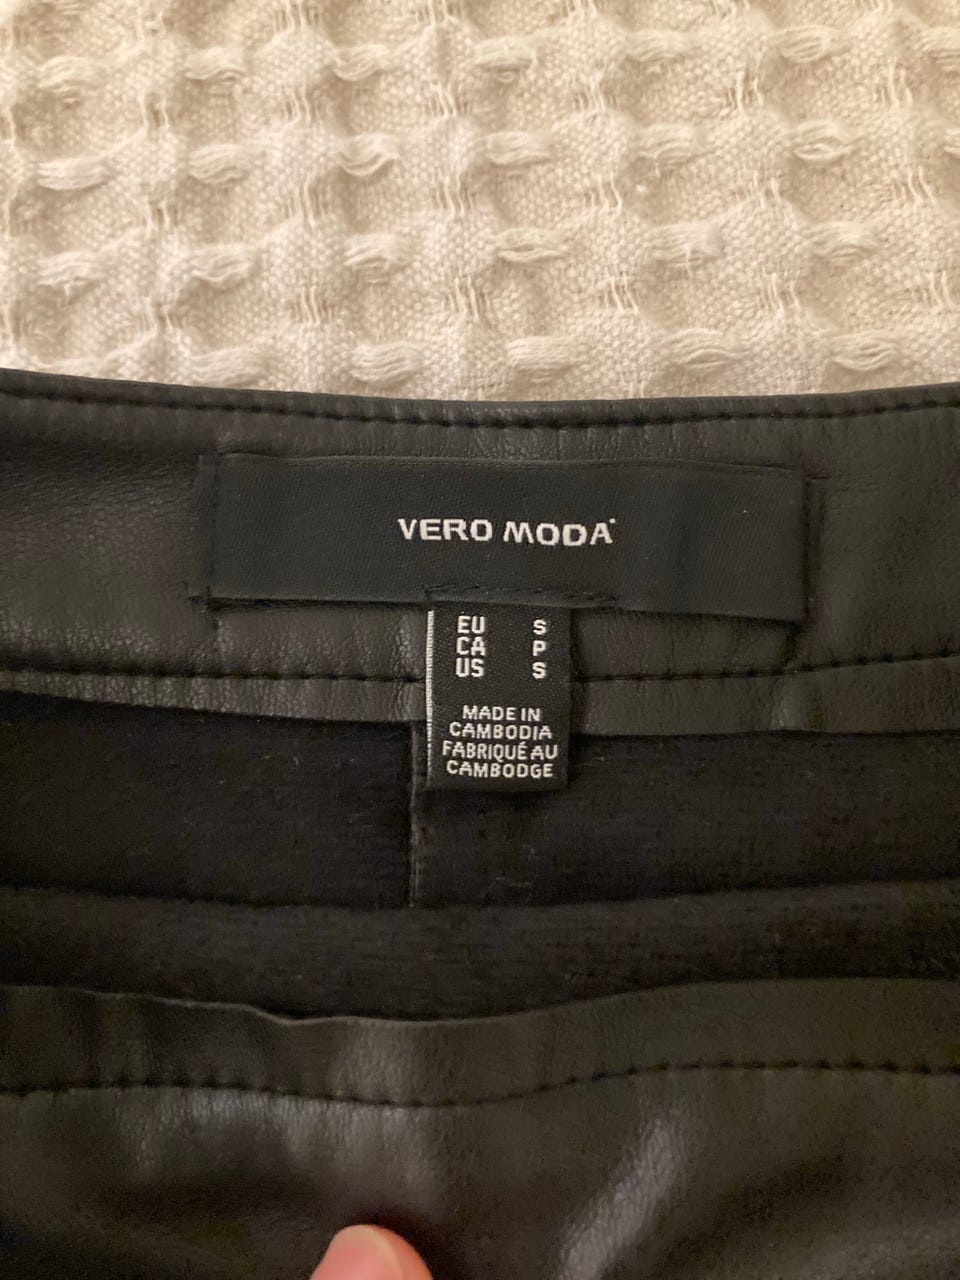 VERO MODA
EU S
CA P
US S
MADE IN
CAMBODIA
FABRIQUÉ AU
CAMBODGE